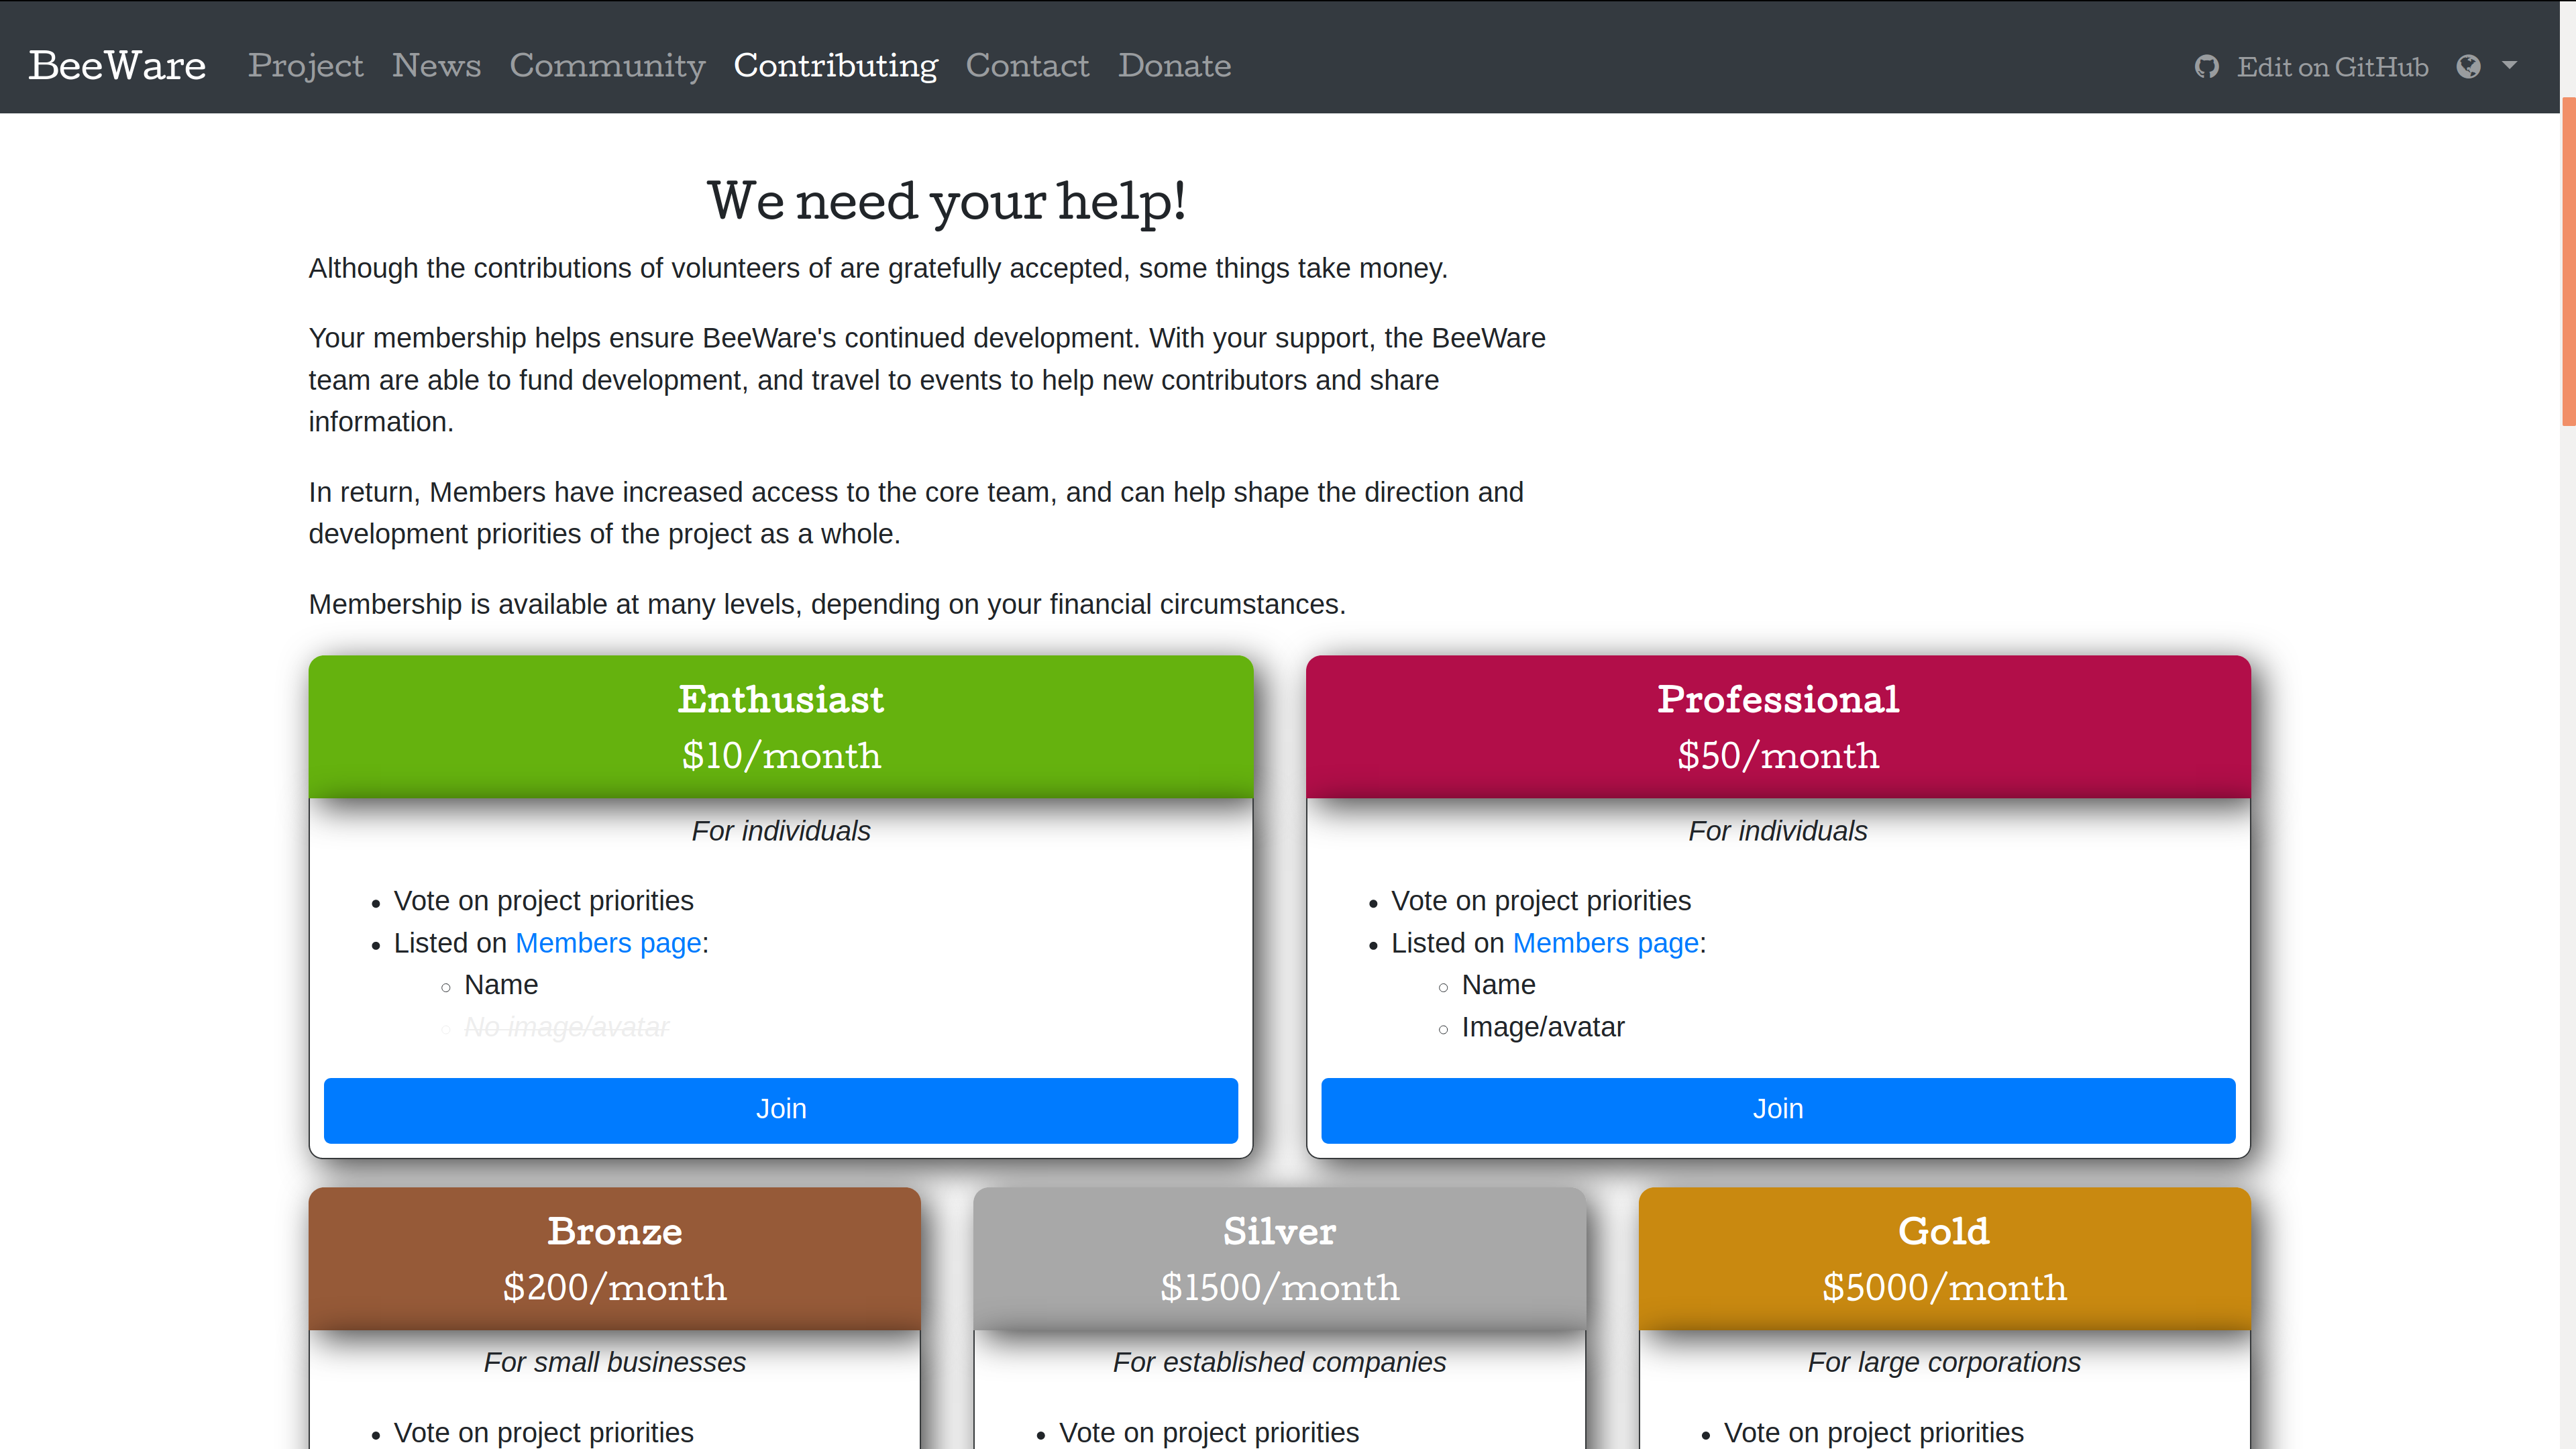 BeeWare Project News Community Contributing Contact Donate Edit on GitHub
We need your help!
Although the contributions of volunteers of are gratefully accepted, some things take money.
Your membership helps ensure BeeWare's continued development. With your support, the BeeWare
team are able to fund development, and travel to events to help new contributors and share
information.
In return, Members have increased access to the core team, and can help shape the direction and
development priorities of the project as a whole.
Membership is available at many levels, depending on your financial circumstances.
Enthusiast
$10/month
For individuals
Vote on project priorities
Listed on Members page:
Name
No image/avatar
Join
Professional
$50/month
For individuals
Vote on project priorities
Listed on Members page:
Name
Image/avatar
Join
Bronze
$200/month
For small businesses
Vote on project priorities
Silver
$1500/month
For established companies
Vote on project priorities
Gold
$5000/month
For large corporations
Vote on project priorities